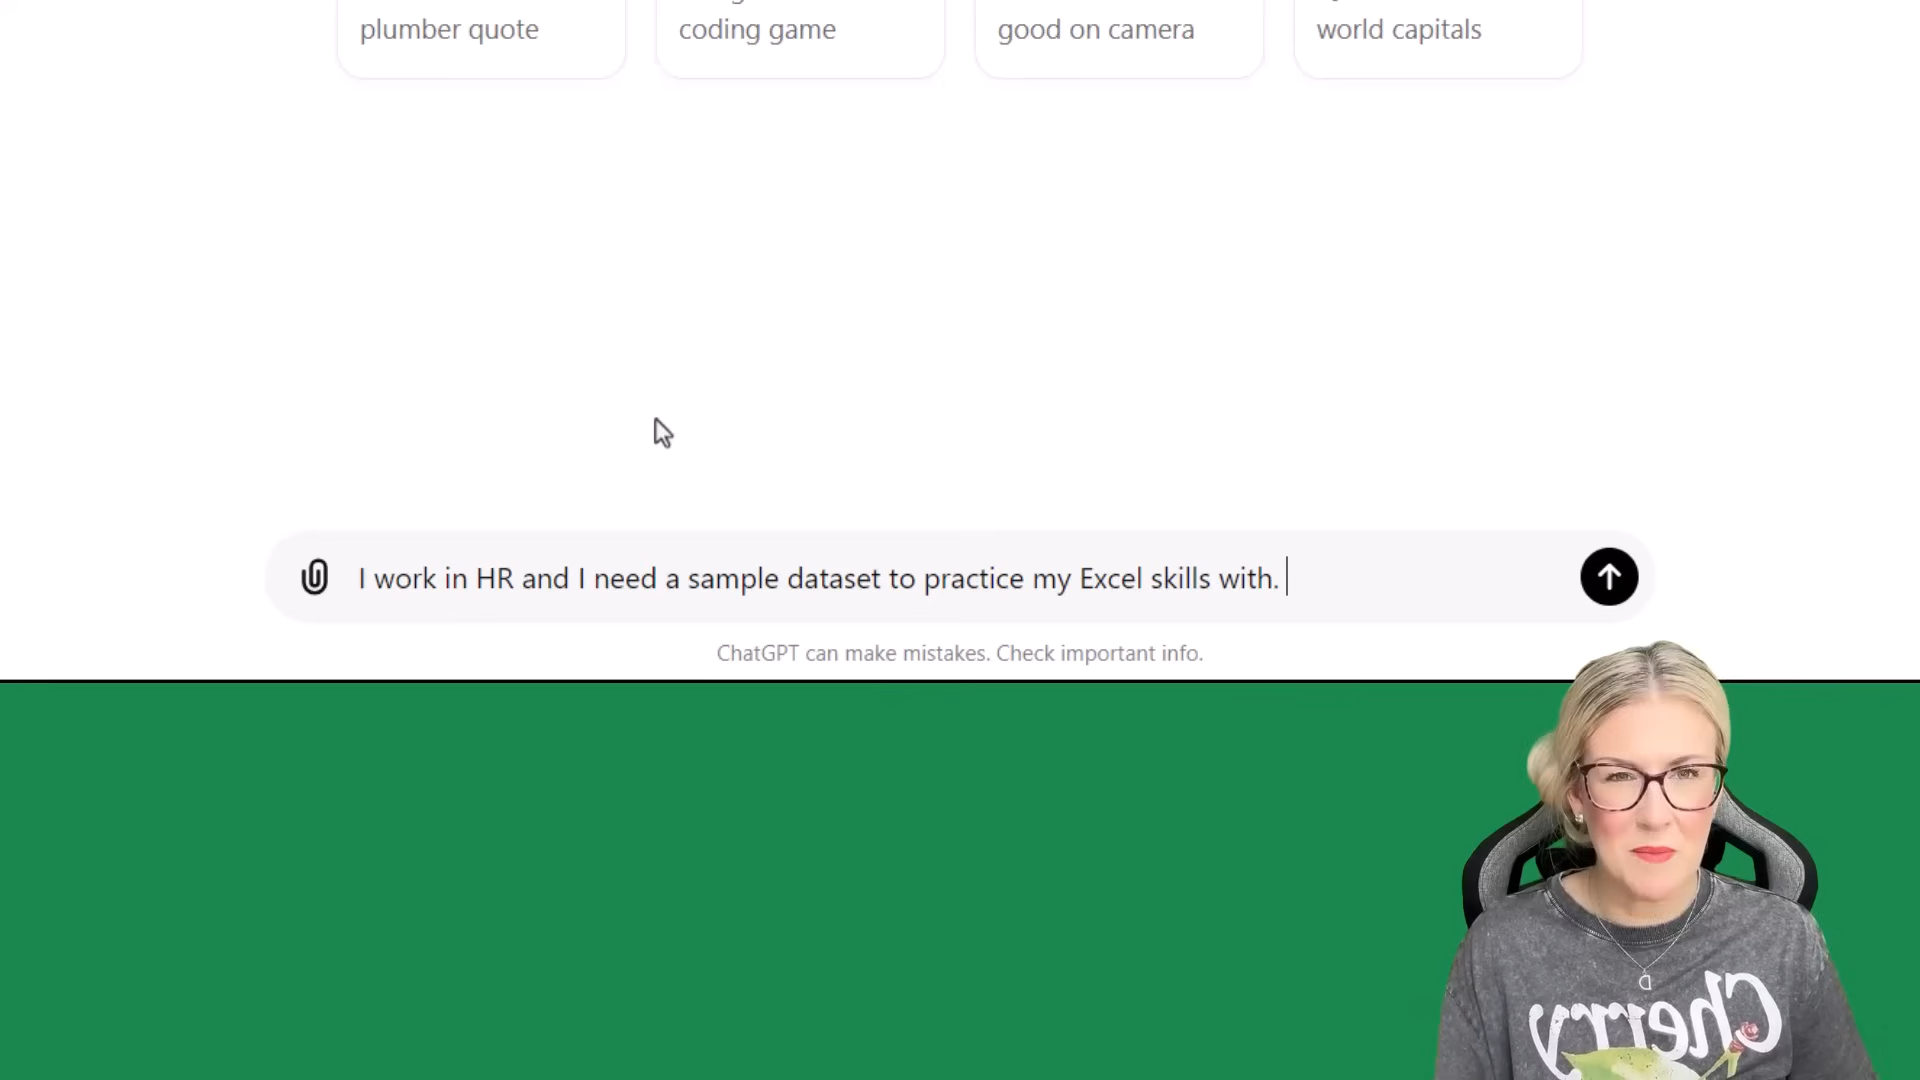 plumber quote
coding game
good on camera
world capitals
I work in HR and I need a sample dataset to practice my Excel skills with.
ChatGPT can make mistakes. Check important info.
Cherry
D